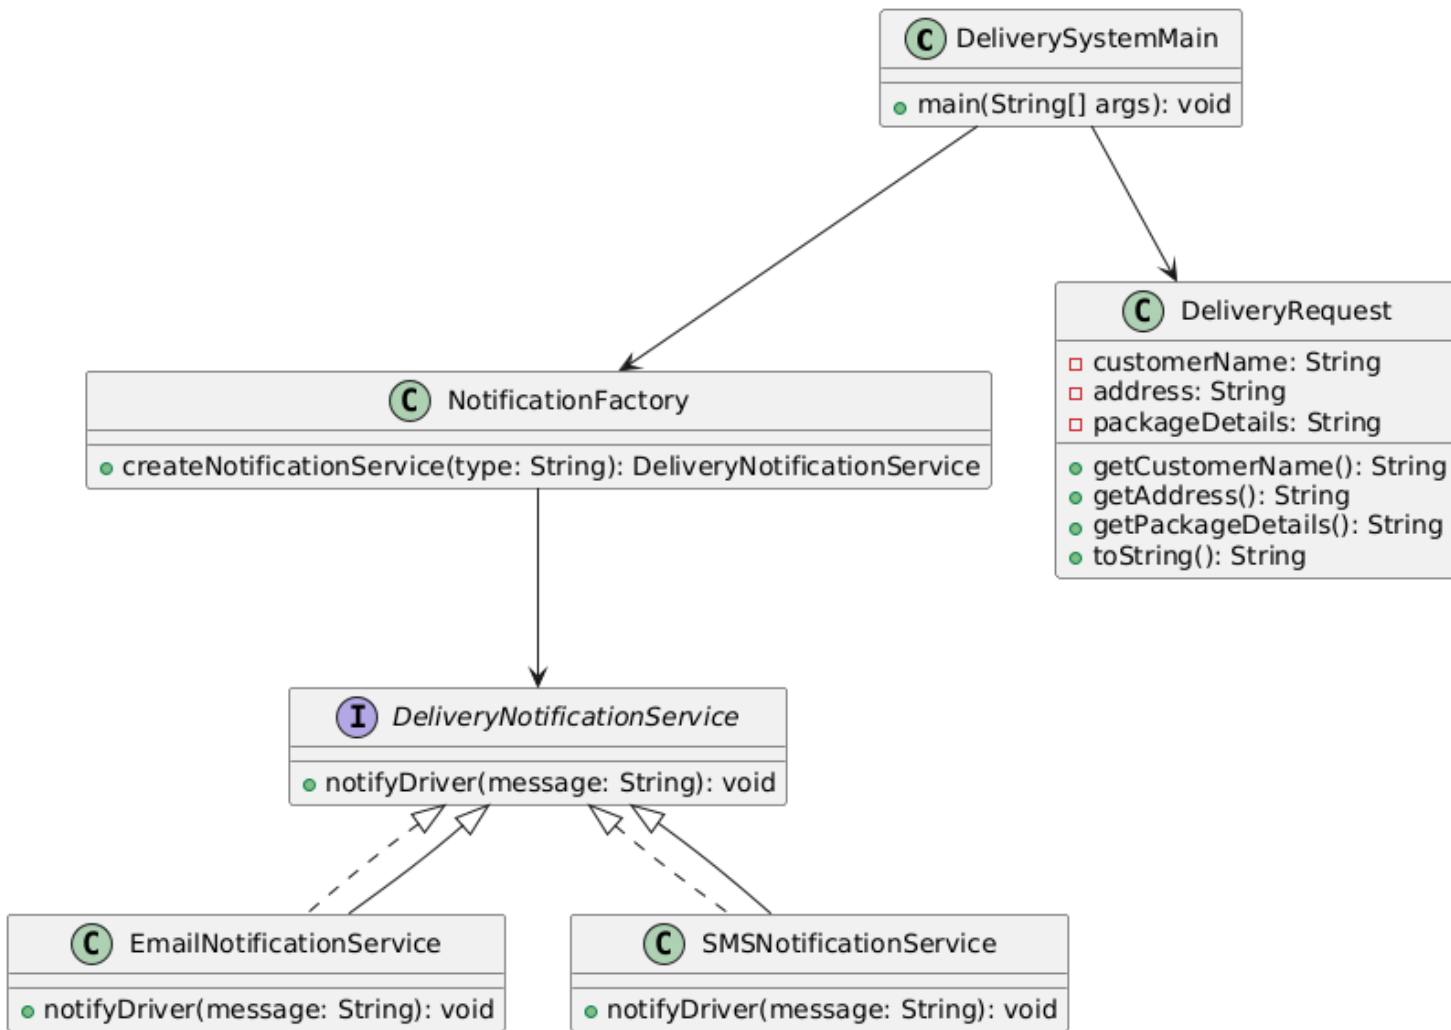 C DeliverySystemMain
main(String[] args): void
C DeliveryRequest
customerName: String
address: String
packageDetails: String
getCustomerName(): String
getAddress(): String
getPackageDetails(): String
toString(): String
C NotificationFactory
createNotificationService(type: String): DeliveryNotificationService
I DeliveryNotificationService
notifyDriver(message: String): void
C EmailNotificationService
notifyDriver(message: String): void
C SMSNotificationService
notifyDriver(message: String): void